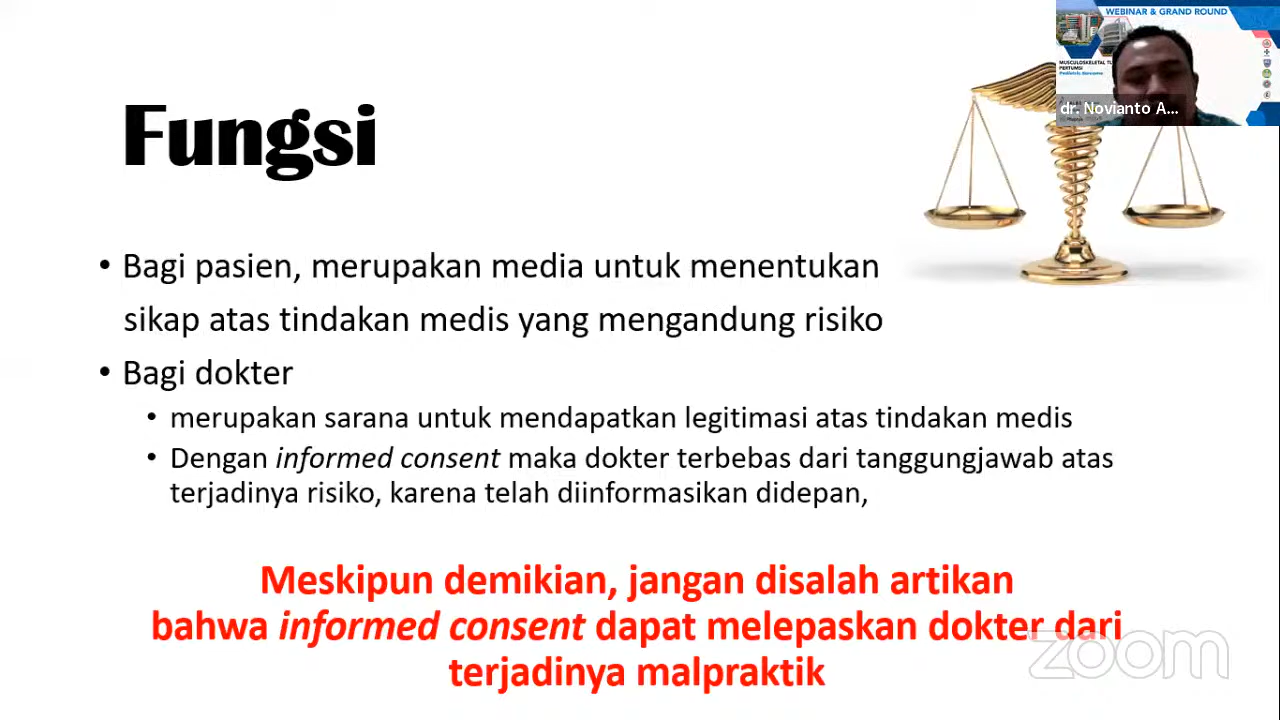 WEBINAR & GRAND ROUND
MUSCULOSKELETAL TU
PERTUMSI
dr. Novianto A...
Fungsi
• Bagi pasien, merupakan media untuk menentukan
sikap atas tindakan medis yang mengandung risiko
• Bagi dokter
• merupakan sarana untuk mendapatkan legitimasi atas tindakan medis
• Dengan informed consent maka dokter terbebas dari tanggungjawab atas
terjadinya risiko, karena telah diinformasikan didepan,
Meskipun demikian, jangan disalah artikan
bahwa informed consent dapat melepaskan dokter dari
terjadinya malpraktik
zoom